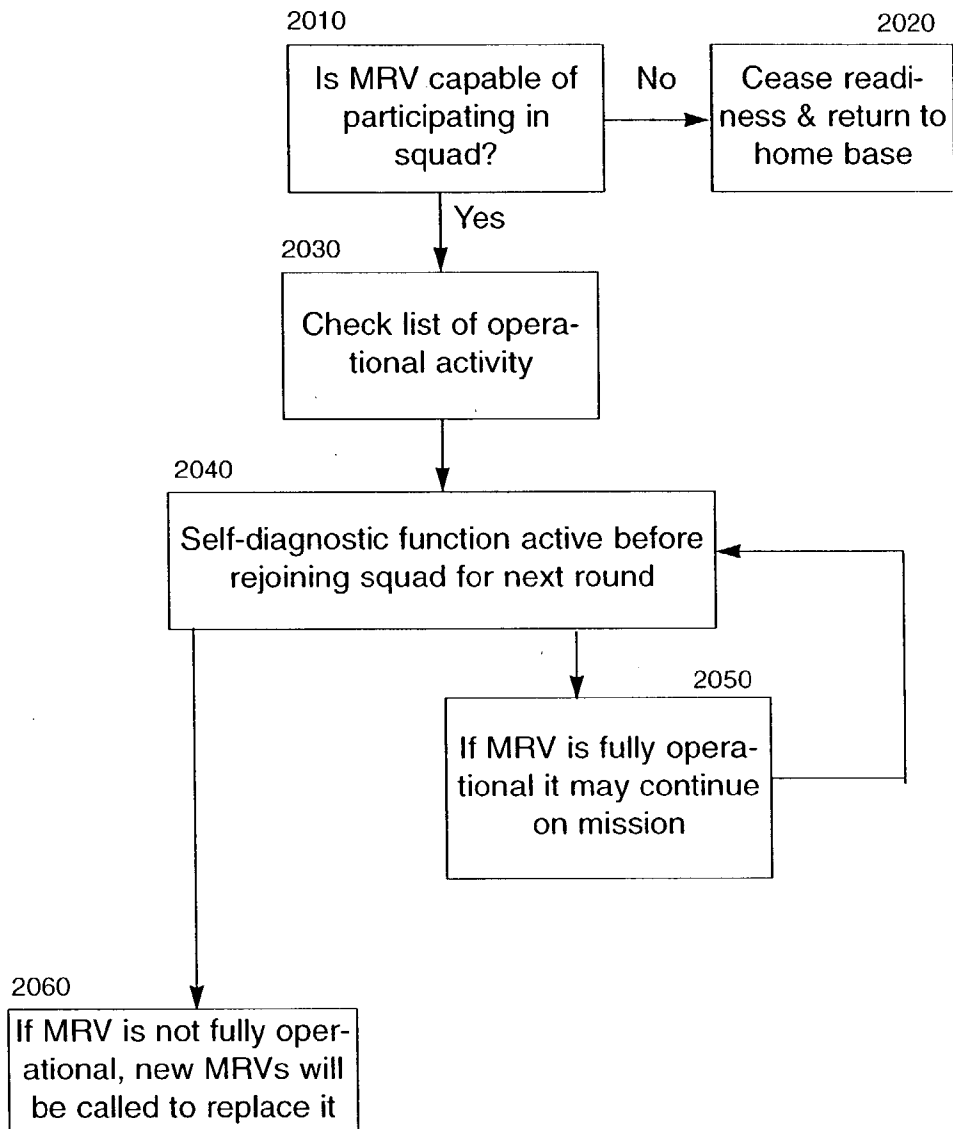 2010
Is MRV capable of
participating in
squad?
No
2020
Cease readi-
ness & return to
home base
Yes
2030
Check list of opera-
tional activity
2040
Self-diagnostic function active before
rejoining squad for next round
2050
If MRV is fully opera-
tional it may continue
on mission
2060
If MRV is not fully oper-
ational, new MRVs will
be called to replace it